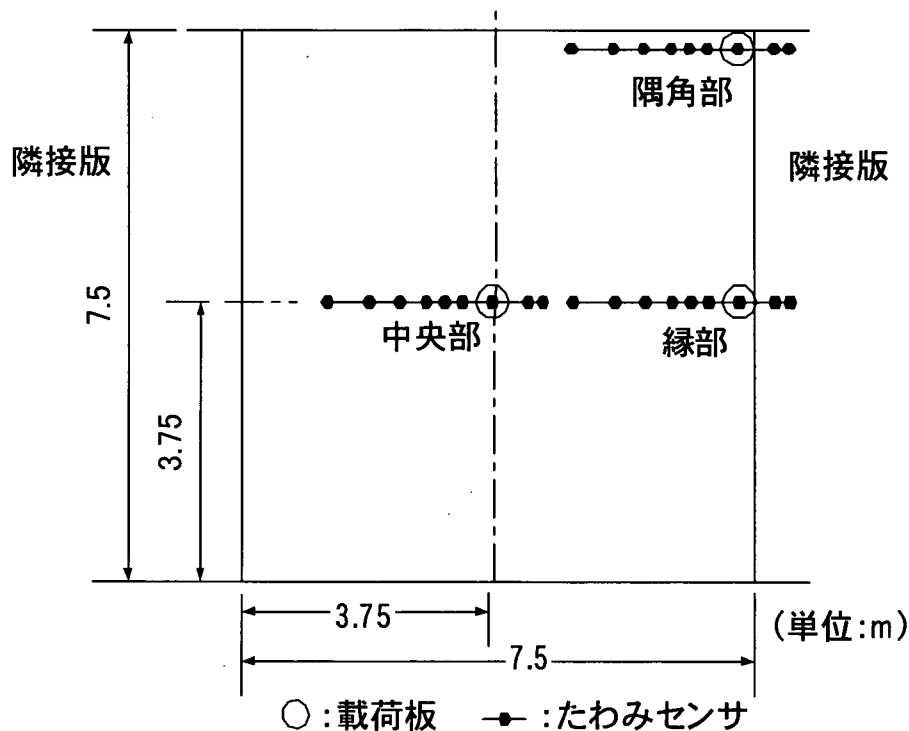 隅角部
隣接版
隣接版
7.5
中央部
縁部
3.75
3.75
(単位:m)
7.5
○:載荷板
:たわみセンサ